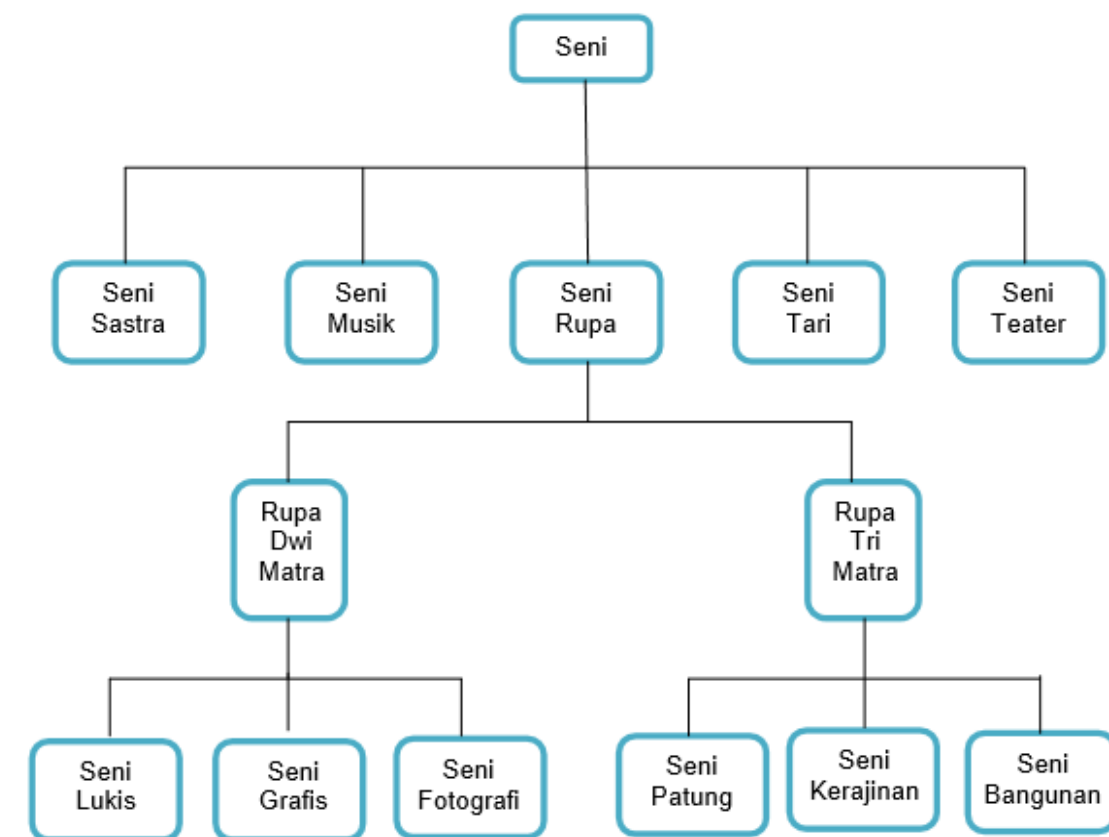 Seni
Seni
Sastra
Seni
Musik
Seni
Rupa
Seni
Tari
Seni
Teater
Rupa
Dwi
Matra
Rupa
Tri
Matra
Seni
Lukis
Seni
Grafis
Seni
Fotografi
Seni
Patung
Seni
Kerajinan
Seni
Bangunan